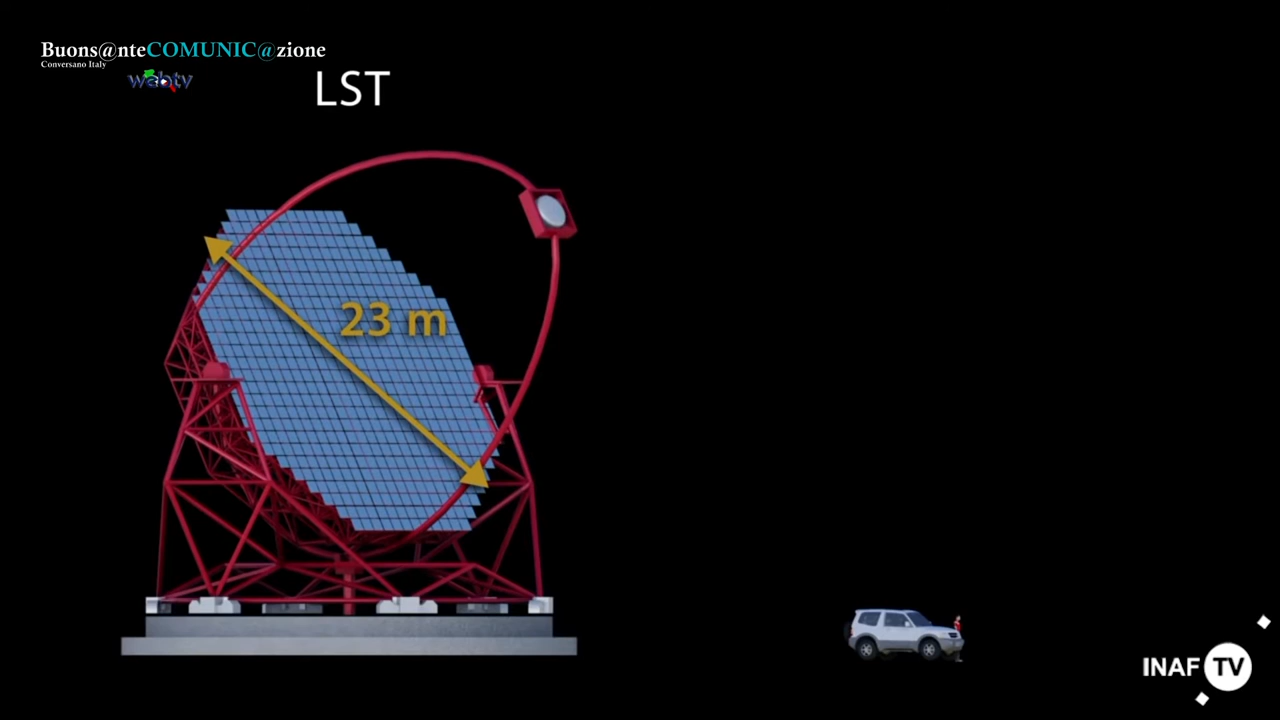 Buons@nteCOMUNIC@zione
Conversano Italy
webtv
LST
23 m
INAF TV